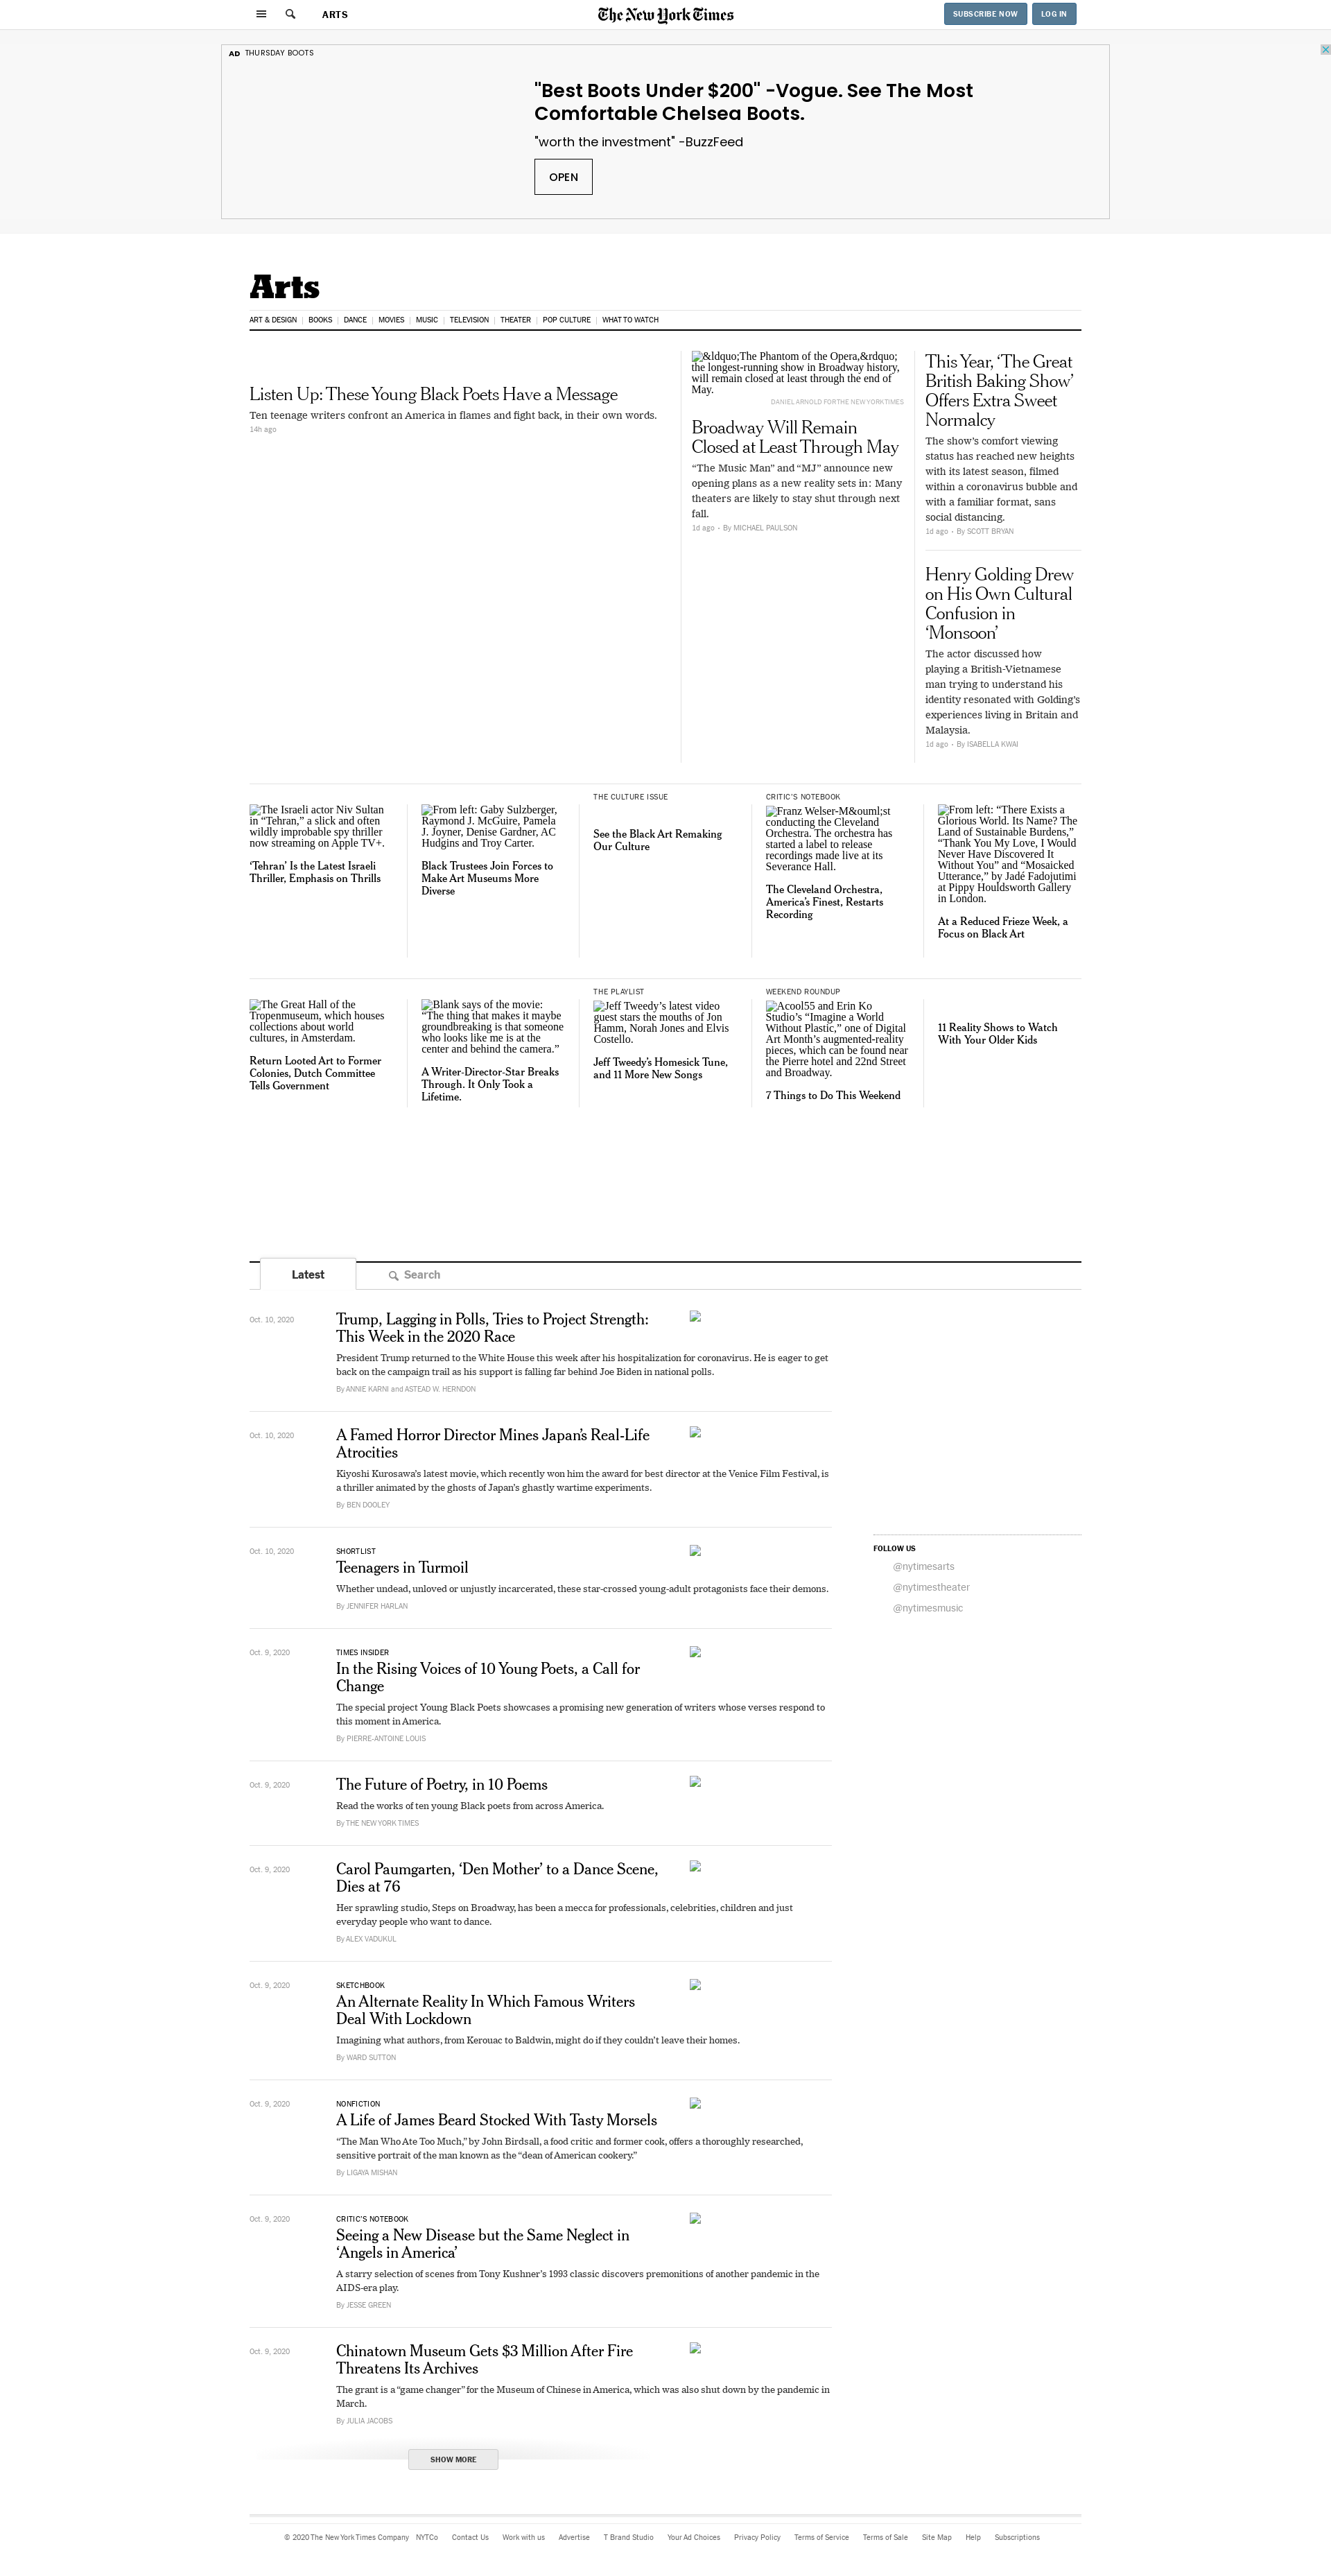 ARTS
The New York Times
SUBSCRIBE NOW
LOG IN
AD THURSDAY BOOTS
"Best Boots Under $200" -Vogue. See The Most
Comfortable Chelsea Boots.
"worth the investment" -BuzzFeed
OPEN
Arts
ART & DESIGN
BOOKS
DANCE
MOVIES
MUSIC
TELEVISION
THEATER
POP CULTURE
WHAT TO WATCH
Listen Up: These Young Black Poets Have a Message
Ten teenage writers confront an America in flames and fight back, in their own words.
14h ago
&ldquo;The Phantom of the Opera,&rdquo;
the longest-running show in Broadway history,
will remain closed at least through the end of
May.
DANIEL ARNOLD FOR THE NEW YORK TIMES
Broadway Will Remain
Closed at Least Through May
“The Music Man” and “MJ” announce new
opening plans as a new reality sets in: Many
theaters are likely to stay shut through next
fall.
1d ago • By MICHAEL PAULSON
This Year, ‘The Great
British Baking Show’
Offers Extra Sweet
Normalcy
The show’s comfort viewing
status has reached new heights
with its latest season, filmed
within a coronavirus bubble and
with a familiar format, sans
social distancing.
1d ago • By SCOTT BRYAN
Henry Golding Drew
on His Own Cultural
Confusion in
‘Monsoon’
The actor discussed how
playing a British-Vietnamese
man trying to understand his
identity resonated with Golding’s
experiences living in Britain and
Malaysia.
1d ago • By ISABELLA KWAI
The Israeli actor Niv Sultan
in “Tehran,” a slick and often
wildly improbable spy thriller
now streaming on Apple TV+.
‘Tehran’ Is the Latest Israeli
Thriller, Emphasis on Thrills
From left: Gaby Sulzberger,
Raymond J. McGuire, Pamela
J. Joyner, Denise Gardner, AC
Hudgins and Troy Carter.
Black Trustees Join Forces to
Make Art Museums More
Diverse
THE CULTURE ISSUE
See the Black Art Remaking
Our Culture
CRITIC’S NOTEBOOK
Franz Welser-M&ouml;st
conducting the Cleveland
Orchestra. The orchestra has
started a label to release
recordings made live at its
Severance Hall.
The Cleveland Orchestra,
America’s Finest, Restarts
Recording
From left: “There Exists a
Glorious World. Its Name? The
Land of Sustainable Burdens,”
“Thank You My Love, I Would
Never Have Discovered It
Without You” and “Mosaicked
Utterance,” by Jadé Fadojutimi
at Pippy Houldsworth Gallery
in London.
At a Reduced Frieze Week, a
Focus on Black Art
The Great Hall of the
Tropenmuseum, which houses
collections about world
cultures, in Amsterdam.
Return Looted Art to Former
Colonies, Dutch Committee
Tells Government
Blank says of the movie:
“The thing that makes it maybe
groundbreaking is that someone
who looks like me is at the
center and behind the camera.”
A Writer-Director-Star Breaks
Through. It Only Took a
Lifetime.
THE PLAYLIST
Jeff Tweedy’s latest video
guest stars the mouths of Jon
Hamm, Norah Jones and Elvis
Costello.
Jeff Tweedy’s Homesick Tune,
and 11 More New Songs
WEEKEND ROUNDUP
Acool55 and Erin Ko
Studio’s “Imagine a World
Without Plastic,” one of Digital
Art Month’s augmented-reality
pieces, which can be found near
the Pierre hotel and 22nd Street
and Broadway.
7 Things to Do This Weekend
11 Reality Shows to Watch
With Your Older Kids
Latest
Search
Oct. 10, 2020
Trump, Lagging in Polls, Tries to Project Strength:
This Week in the 2020 Race
President Trump returned to the White House this week after his hospitalization for coronavirus. He is eager to get
back on the campaign trail as his support is falling far behind Joe Biden in national polls.
By ANNIE KARNI and ASTEAD W. HERNDON
Oct. 10, 2020
A Famed Horror Director Mines Japan’s Real-Life
Atrocities
Kiyoshi Kurosawa’s latest movie, which recently won him the award for best director at the Venice Film Festival, is
a thriller animated by the ghosts of Japan’s ghastly wartime experiments.
By BEN DOOLEY
Oct. 10, 2020
SHORTLIST
Teenagers in Turmoil
Whether undead, unloved or unjustly incarcerated, these star-crossed young-adult protagonists face their demons.
By JENNIFER HARLAN
FOLLOW US
@nytimesarts
@nytimestheater
@nytimesmusic
Oct. 9, 2020
TIMES INSIDER
In the Rising Voices of 10 Young Poets, a Call for
Change
The special project Young Black Poets showcases a promising new generation of writers whose verses respond to
this moment in America.
By PIERRE-ANTOINE LOUIS
Oct. 9, 2020
The Future of Poetry, in 10 Poems
Read the works of ten young Black poets from across America.
By THE NEW YORK TIMES
Oct. 9, 2020
Carol Paumgarten, ‘Den Mother’ to a Dance Scene,
Dies at 76
Her sprawling studio, Steps on Broadway, has been a mecca for professionals, celebrities, children and just
everyday people who want to dance.
By ALEX VADUKUL
Oct. 9, 2020
SKETCHBOOK
An Alternate Reality In Which Famous Writers
Deal With Lockdown
Imagining what authors, from Kerouac to Baldwin, might do if they couldn’t leave their homes.
By WARD SUTTON
Oct. 9, 2020
NONFICTION
A Life of James Beard Stocked With Tasty Morsels
“The Man Who Ate Too Much,” by John Birdsall, a food critic and former cook, offers a thoroughly researched,
sensitive portrait of the man known as the “dean of American cookery.”
By LIGAYA MISHAN
Oct. 9, 2020
CRITIC’S NOTEBOOK
Seeing a New Disease but the Same Neglect in
‘Angels in America’
A starry selection of scenes from Tony Kushner’s 1993 classic discovers premonitions of another pandemic in the
AIDS-era play.
By JESSE GREEN
Oct. 9, 2020
Chinatown Museum Gets $3 Million After Fire
Threatens Its Archives
The grant is a “game changer” for the Museum of Chinese in America, which was also shut down by the pandemic in
March.
By JULIA JACOBS
SHOW MORE
© 2020 The New York Times Company
NYTCo
Contact Us
Work with us
Advertise
T Brand Studio
Your Ad Choices
Privacy Policy
Terms of Service
Terms of Sale
Site Map
Help
Subscriptions